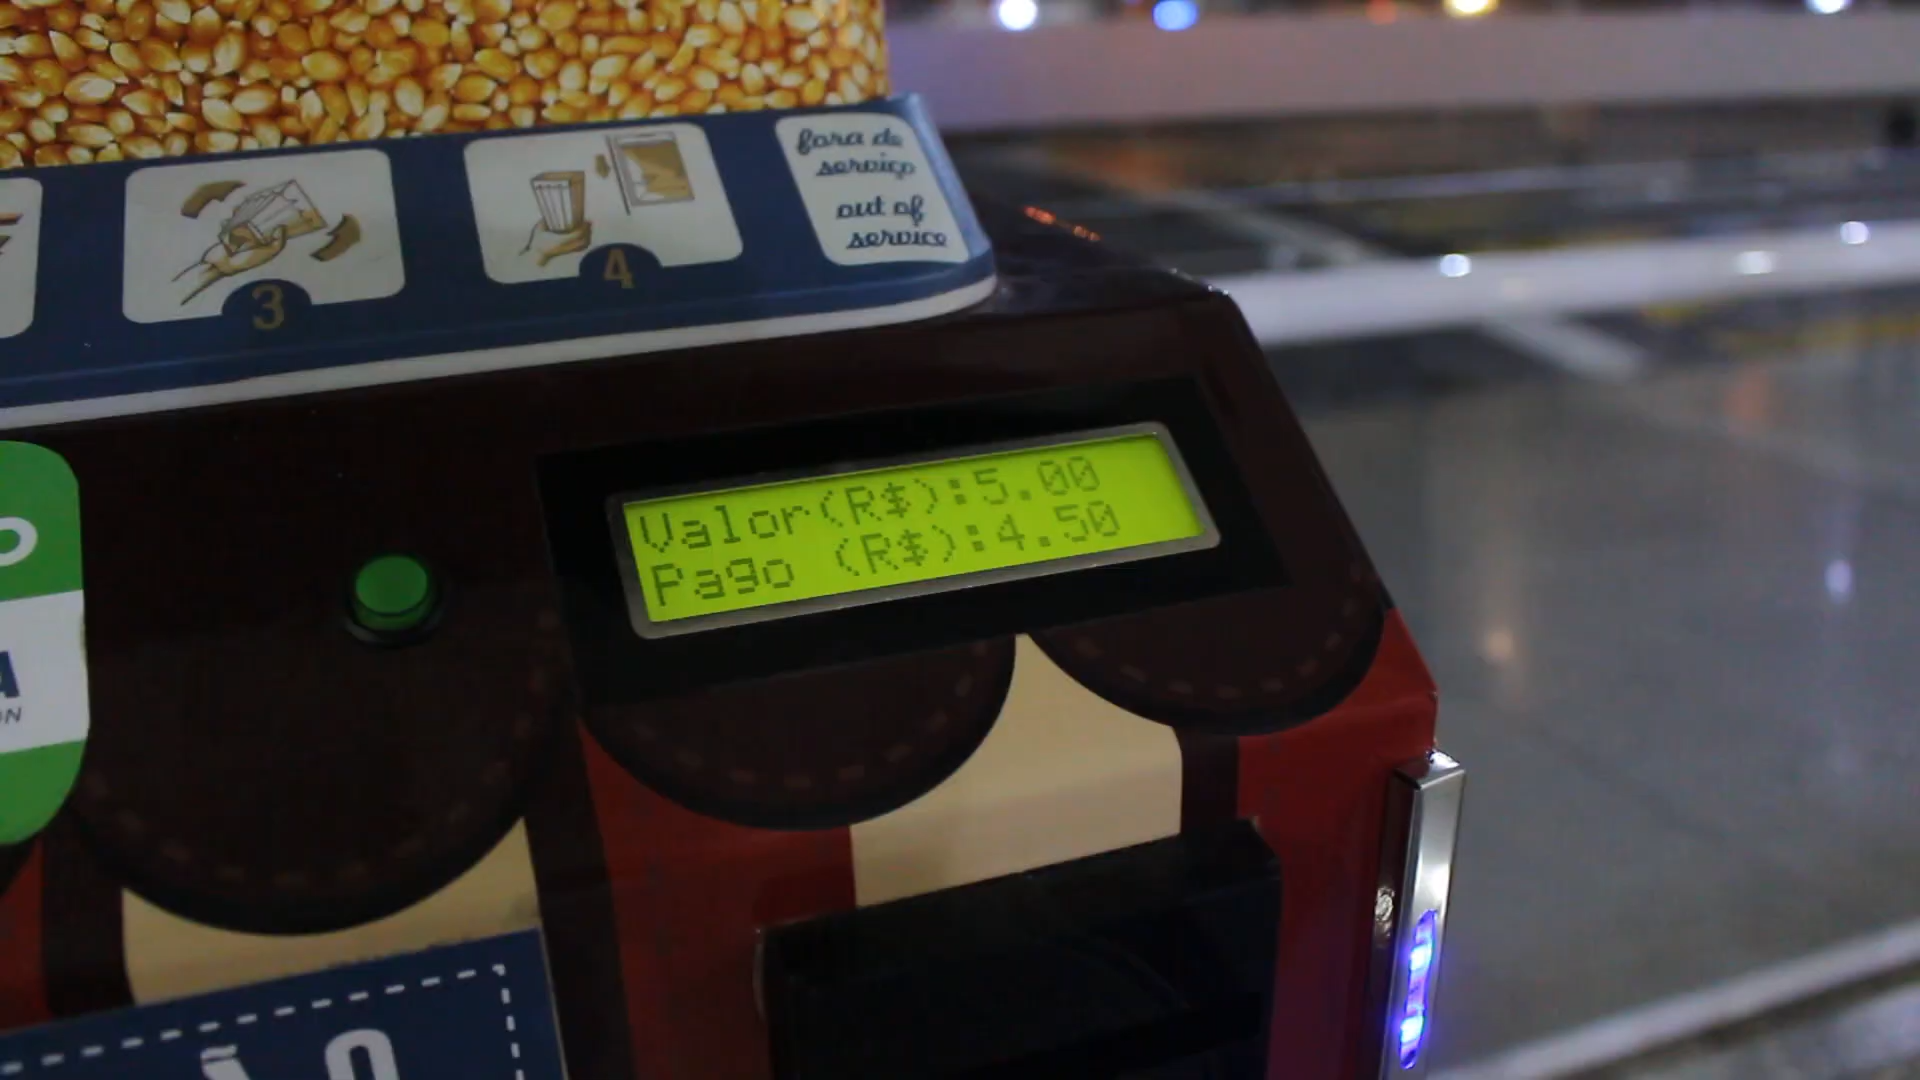 fora de
serviço
out of
service
3
4
Valor(R$):5.00
Pago (R$):4.50